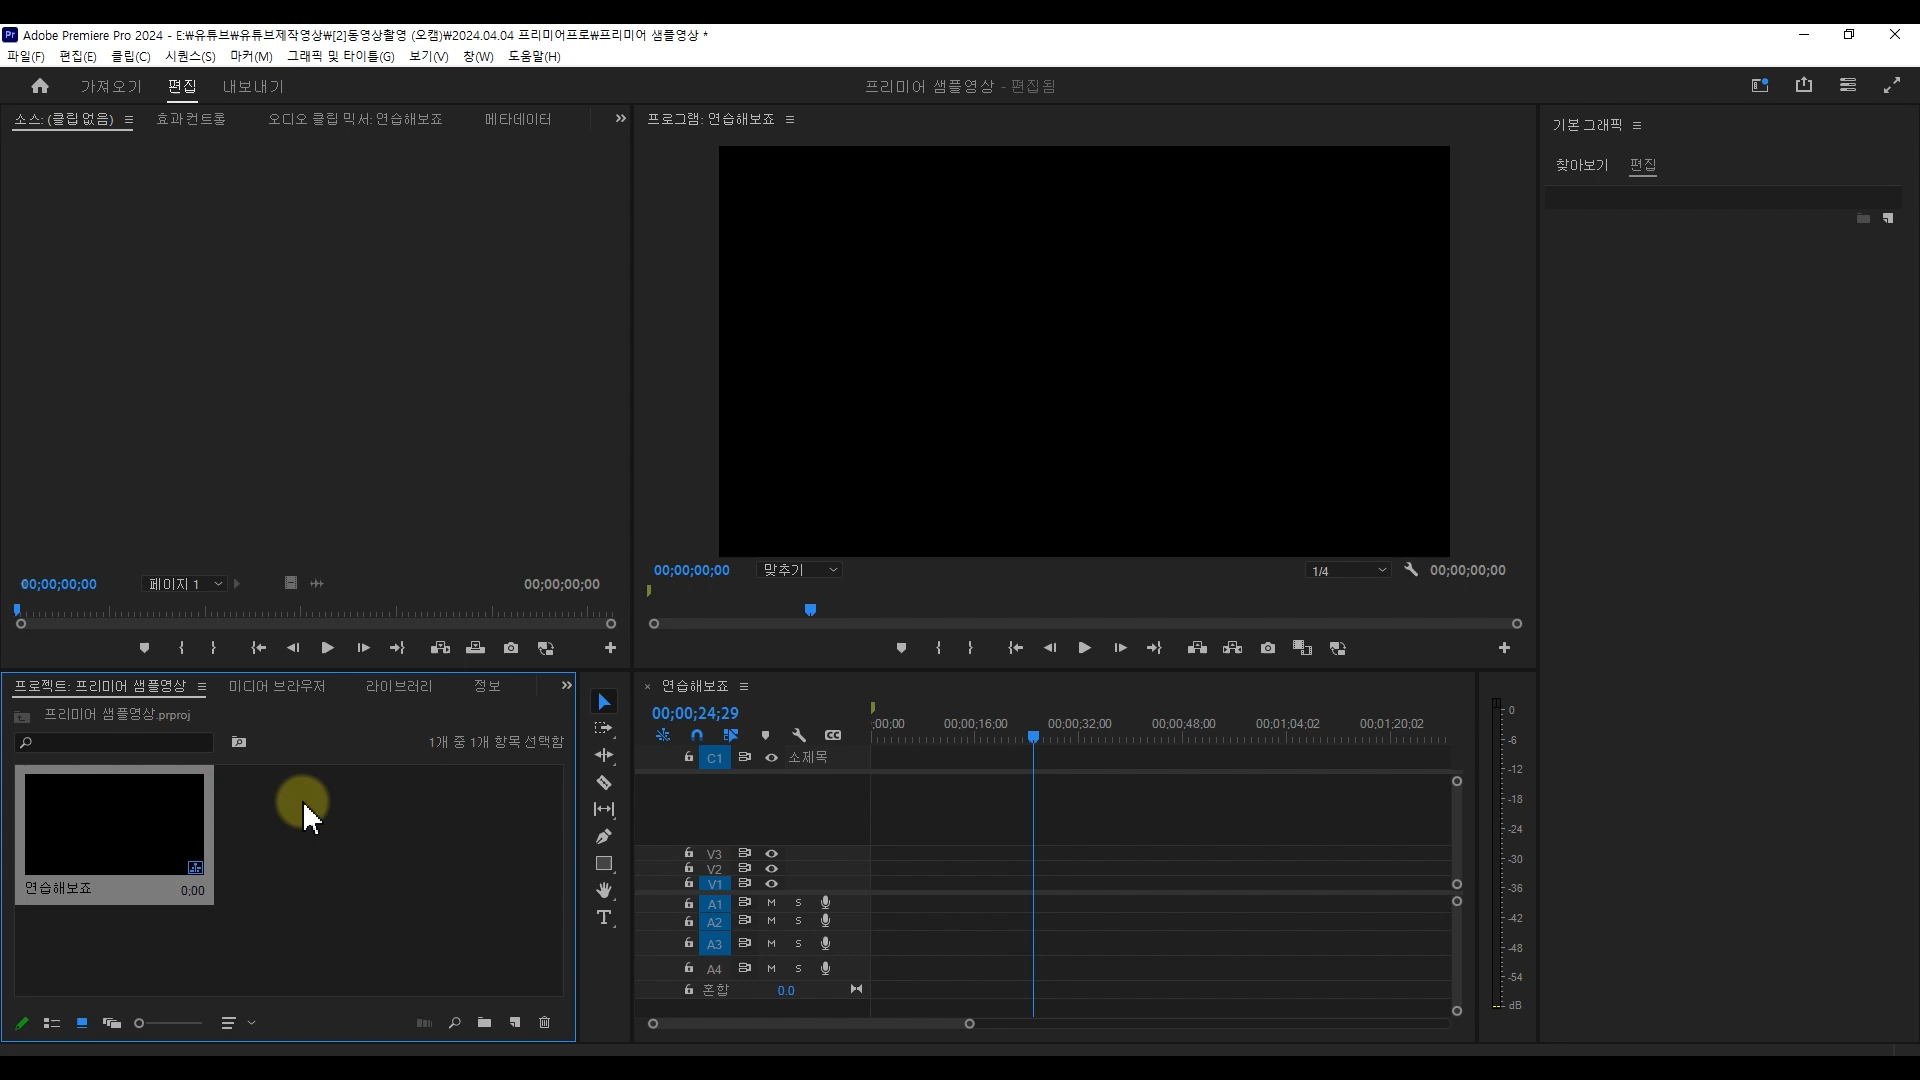 Adobe Premiere Pro 2024 - E:₩유튜브₩유튜브제작영상₩[2]동영상촬영 (오캠)₩2024.04.04 프리미어프로₩프리미어 샘플영상 *
파일(F) 편집(E) 클립(C) 시퀀스(S) 마커(M) 그래픽 및 타이틀(G) 보기(V) 창(W) 도움말(H)
가져오기 편집 내보내기
프리미어 샘플영상 - 편집됨
소스: (클립 없음) 효과 컨트롤 오디오 클립 믹서: 연습해보죠 메타데이터
프로그램: 연습해보죠
기본 그래픽
찾아보기 편집
00;00;00;00 페이지 1 00;00;00;00
00;00;00;00 맞추기 1/4 00;00;00;00
프로젝트: 프리미어 샘플영상 미디어 브라우저 라이브러리 정보
프리미어 샘플영상.prproj
1개 중 1개 항목 선택함
연습해보죠 0;00
× 연습해보죠
00;00;24;29
;00;00 00;00;16;00 00;00;32;00 00;00;48;00 00;01;04;02 00;01;20;02
CC
C1 소제목
V3
V2
V1
A1 M S
A2 M S
A3 M S
A4 M S
혼합 0.0
0
-6
-12
-18
-24
-30
-36
-42
-48
-54
dB